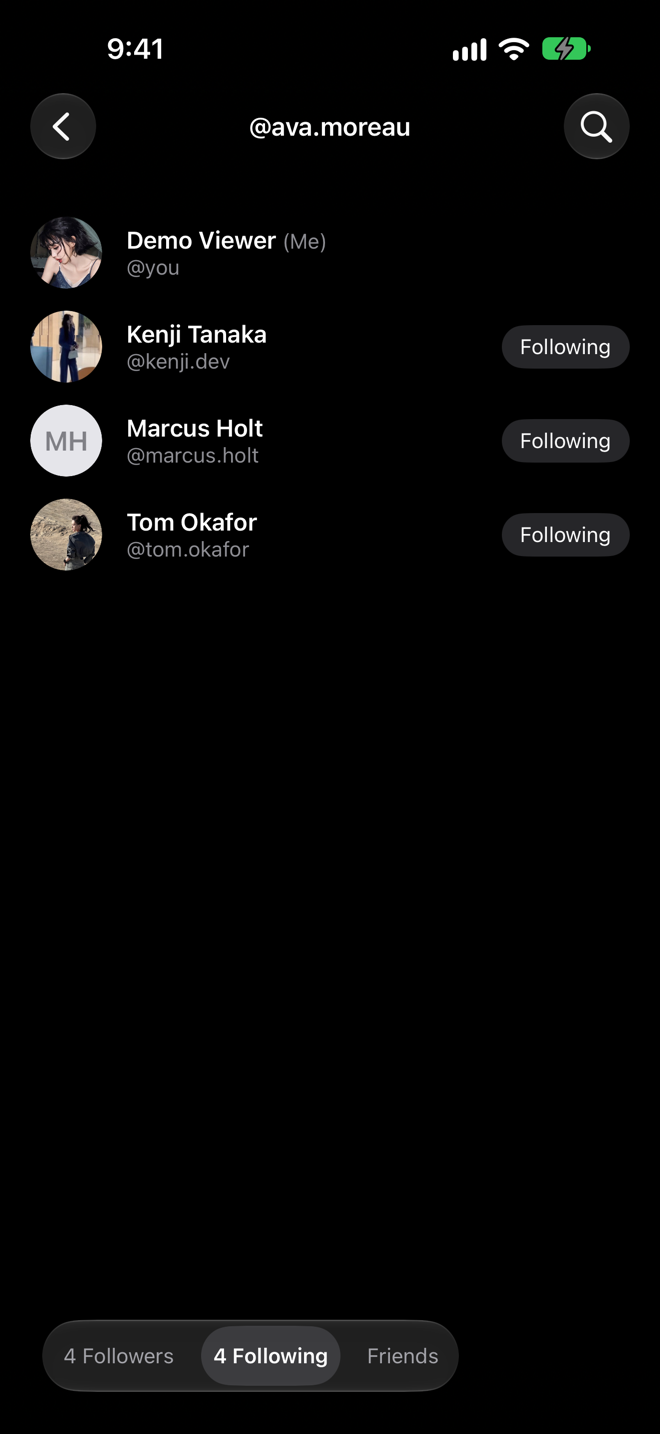 9:41
@ava.moreau
Demo Viewer (Me)
@you
Kenji Tanaka
@kenji.dev
Following
MH
Marcus Holt
@marcus.holt
Following
Tom Okafor
@tom.okafor
Following
4 Followers
4 Following
Friends